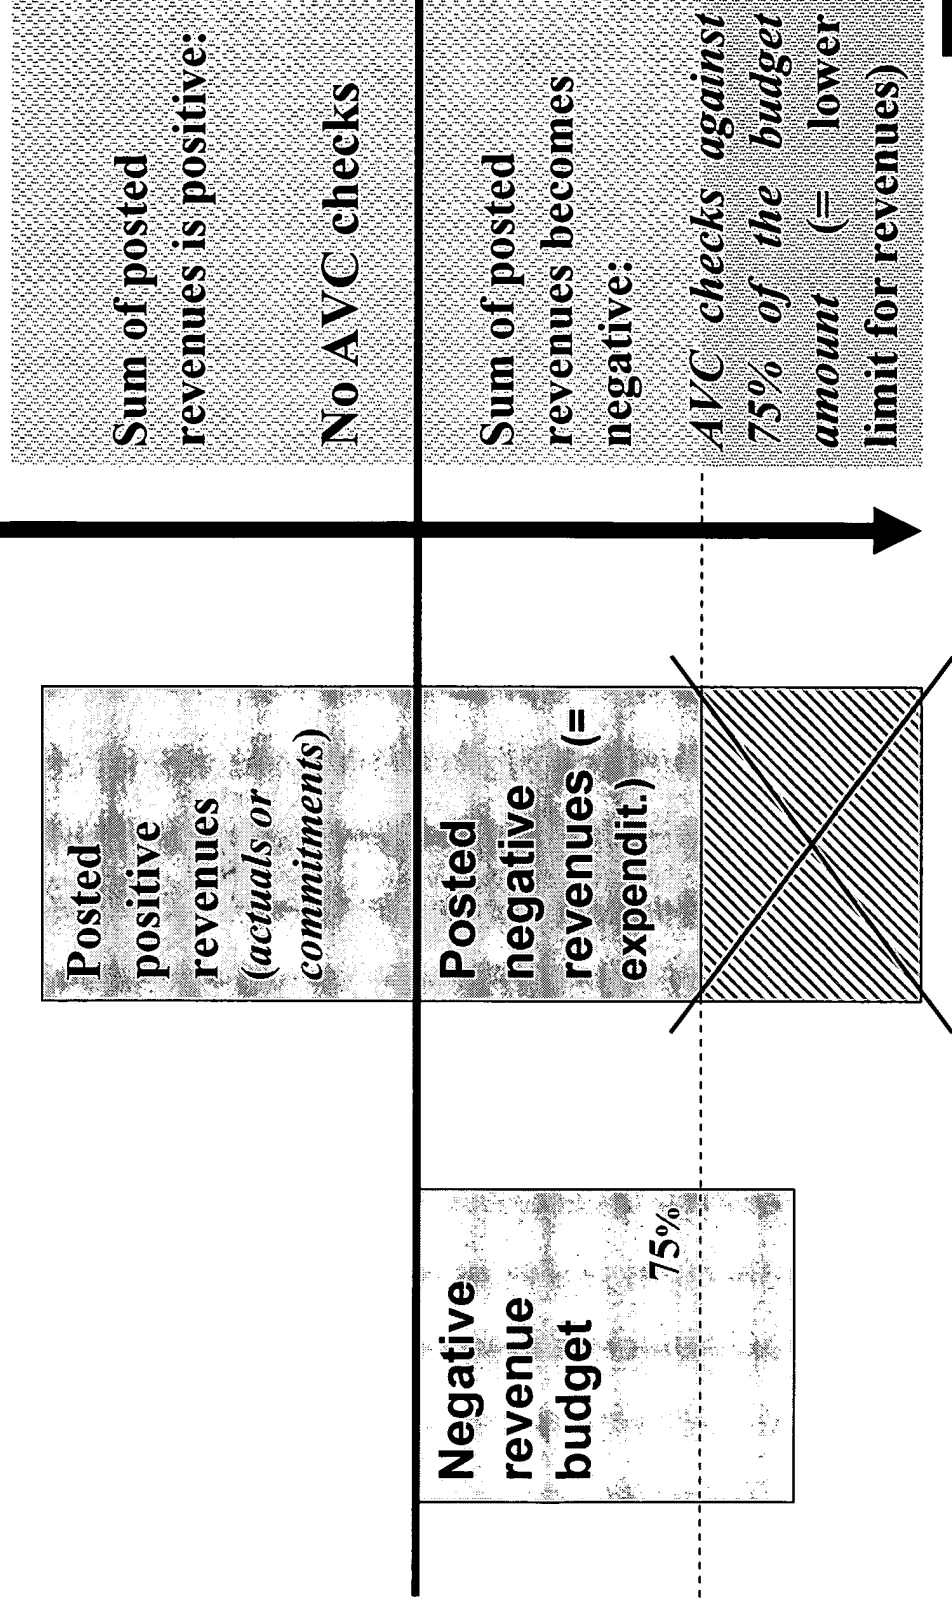 Negative
revenue
budget
75%
Posted
positive
revenues
(actuals or
commitments)
Posted
negative
revenues (=
expendit.)
Sum of posted
revenues is positive:
No AVC checks
Sum of posted
revenues becomes
negative:
AVC checks against
75% of the budget
amount (= lower
limit for revenues)